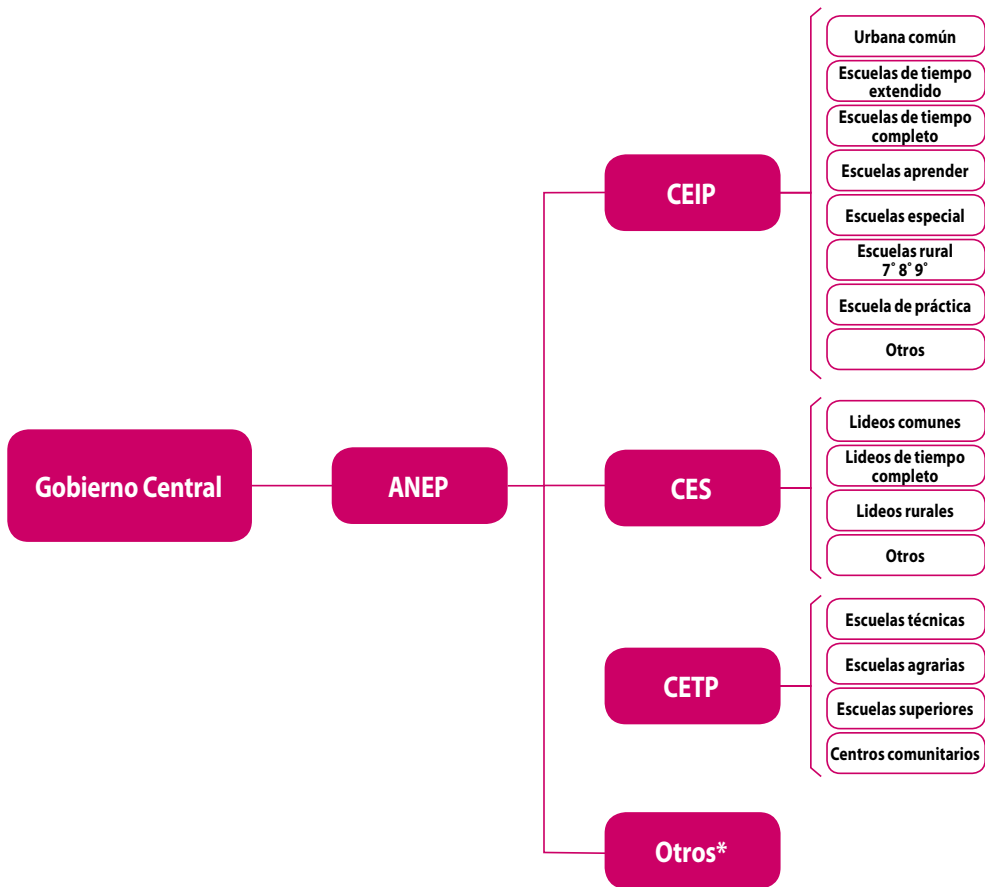 Gobierno Central
ANEP
CEIP
Urbana común
Escuelas de tiempo
extendido
Escuelas de tiempo
completo
Escuelas aprender
Escuelas especial
Escuelas rural
7° 8° 9°
Escuela de práctica
Otros
CES
Lideos comunes
Lideos de tiempo
completo
Lideos rurales
Otros
CETP
Escuelas técnicas
Escuelas agrarias
Escuelas superiores
Centros comunitarios
Otros*